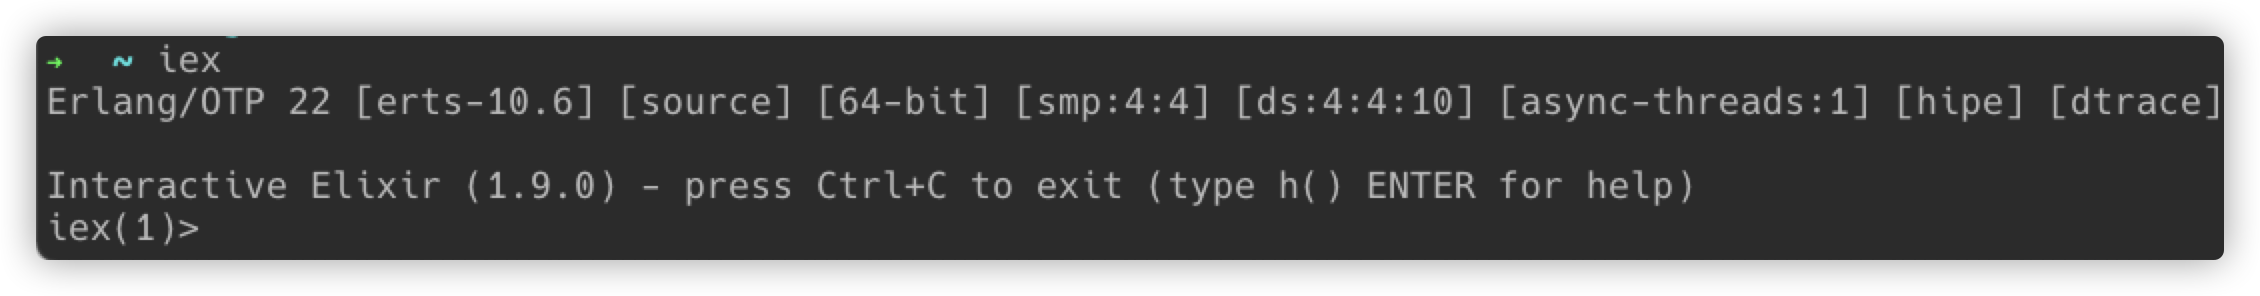 → ~ iex
Erlang/OTP 22 [erts-10.6] [source] [64-bit] [smp:4:4] [ds:4:4:10] [async-threads:1] [hipe] [dtrace]
Interactive Elixir (1.9.0) - press Ctrl+C to exit (type h() ENTER for help)
iex(1)>